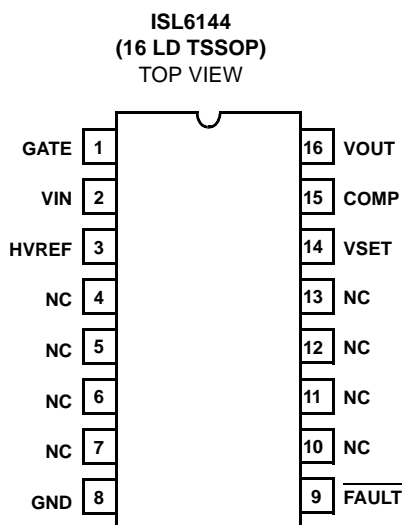 ISL6144
(16 LD TSSOP)
TOP VIEW
GATE 1 16 VOUT
VIN 2 15 COMP
HVREF 3 14 VSET
NC 4 13 NC
NC 5 12 NC
NC 6 11 NC
NC 7 10 NC
GND 8 9 FAULT